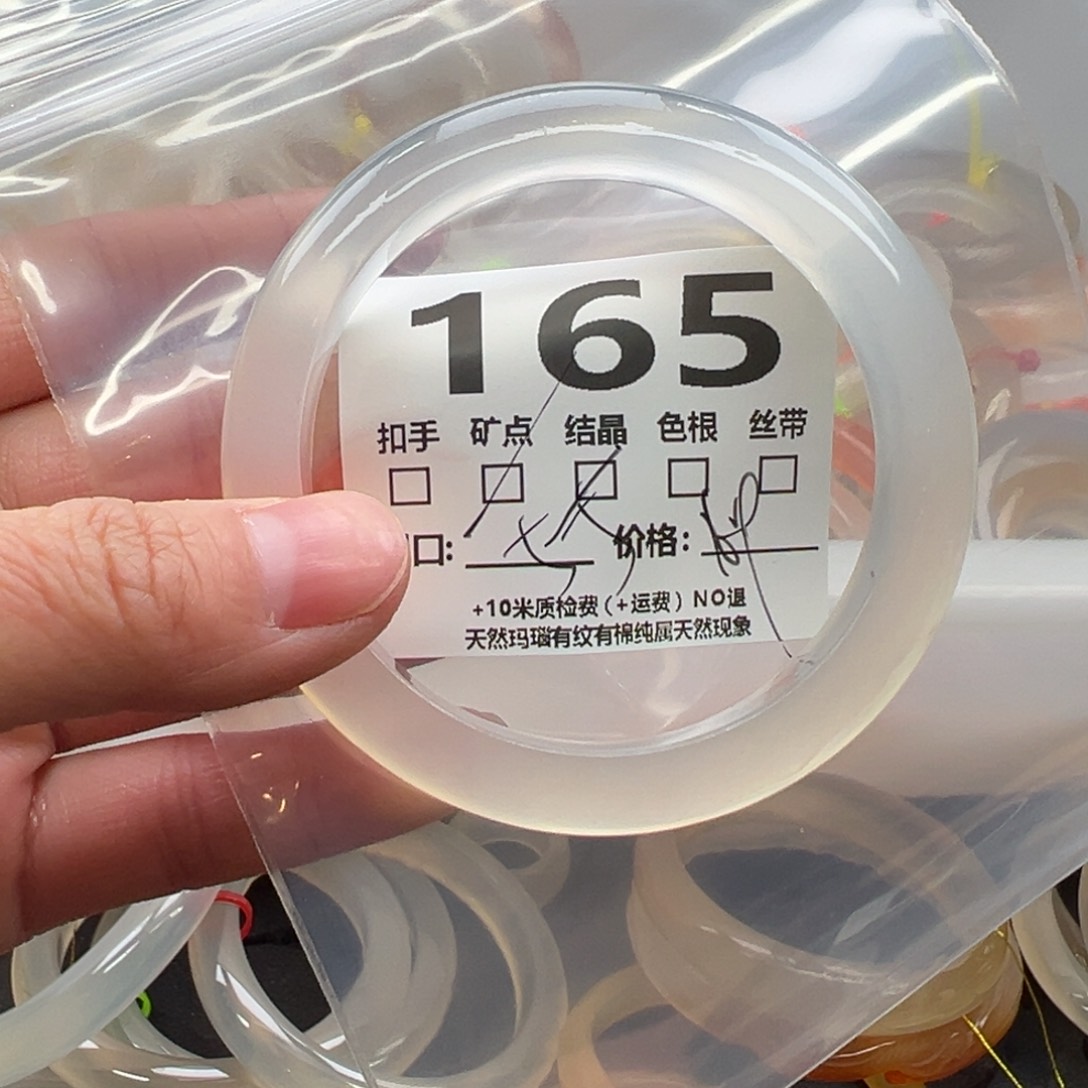 165
扣手 矿点 结晶 色根 丝带
口: 价格:
+10米质检费(+运费) NO退
天然玛瑙有纹有棉纯属天然现象